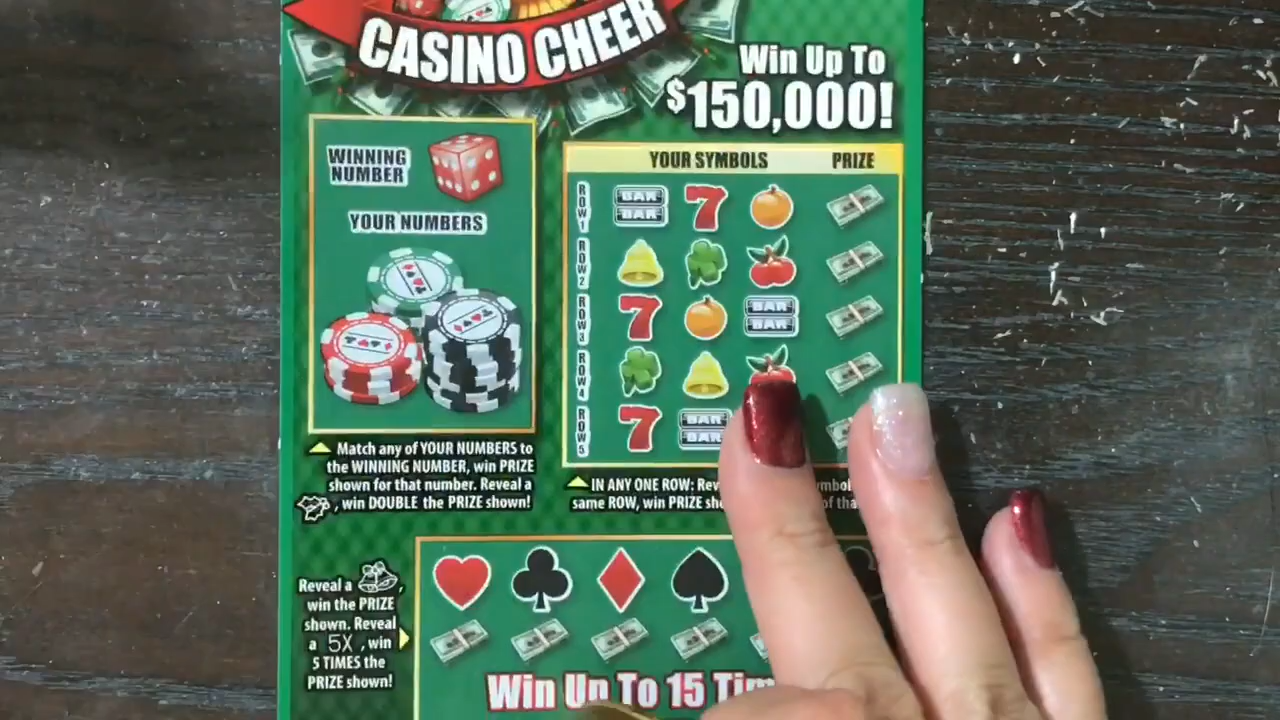 CASINO CHEER
Win Up To
$150,000!
WINNING
NUMBER
YOUR NUMBERS
YOUR SYMBOLS PRIZE
ROW 1
BAR
BAR
7
ROW 2
ROW 3
7
BAR
BAR
ROW 4
ROW 5
7
BAR
BAR
Match any of YOUR NUMBERS to
the WINNING NUMBER, win PRIZE
shown for that number. Reveal a
, win DOUBLE the PRIZE shown!
IN ANY ONE ROW:
same ROW, win PRIZE
Reveal a
win the PRIZE
shown. Reveal
a 5X, win
5 TIMES the
PRIZE shown!
Win Up To 15